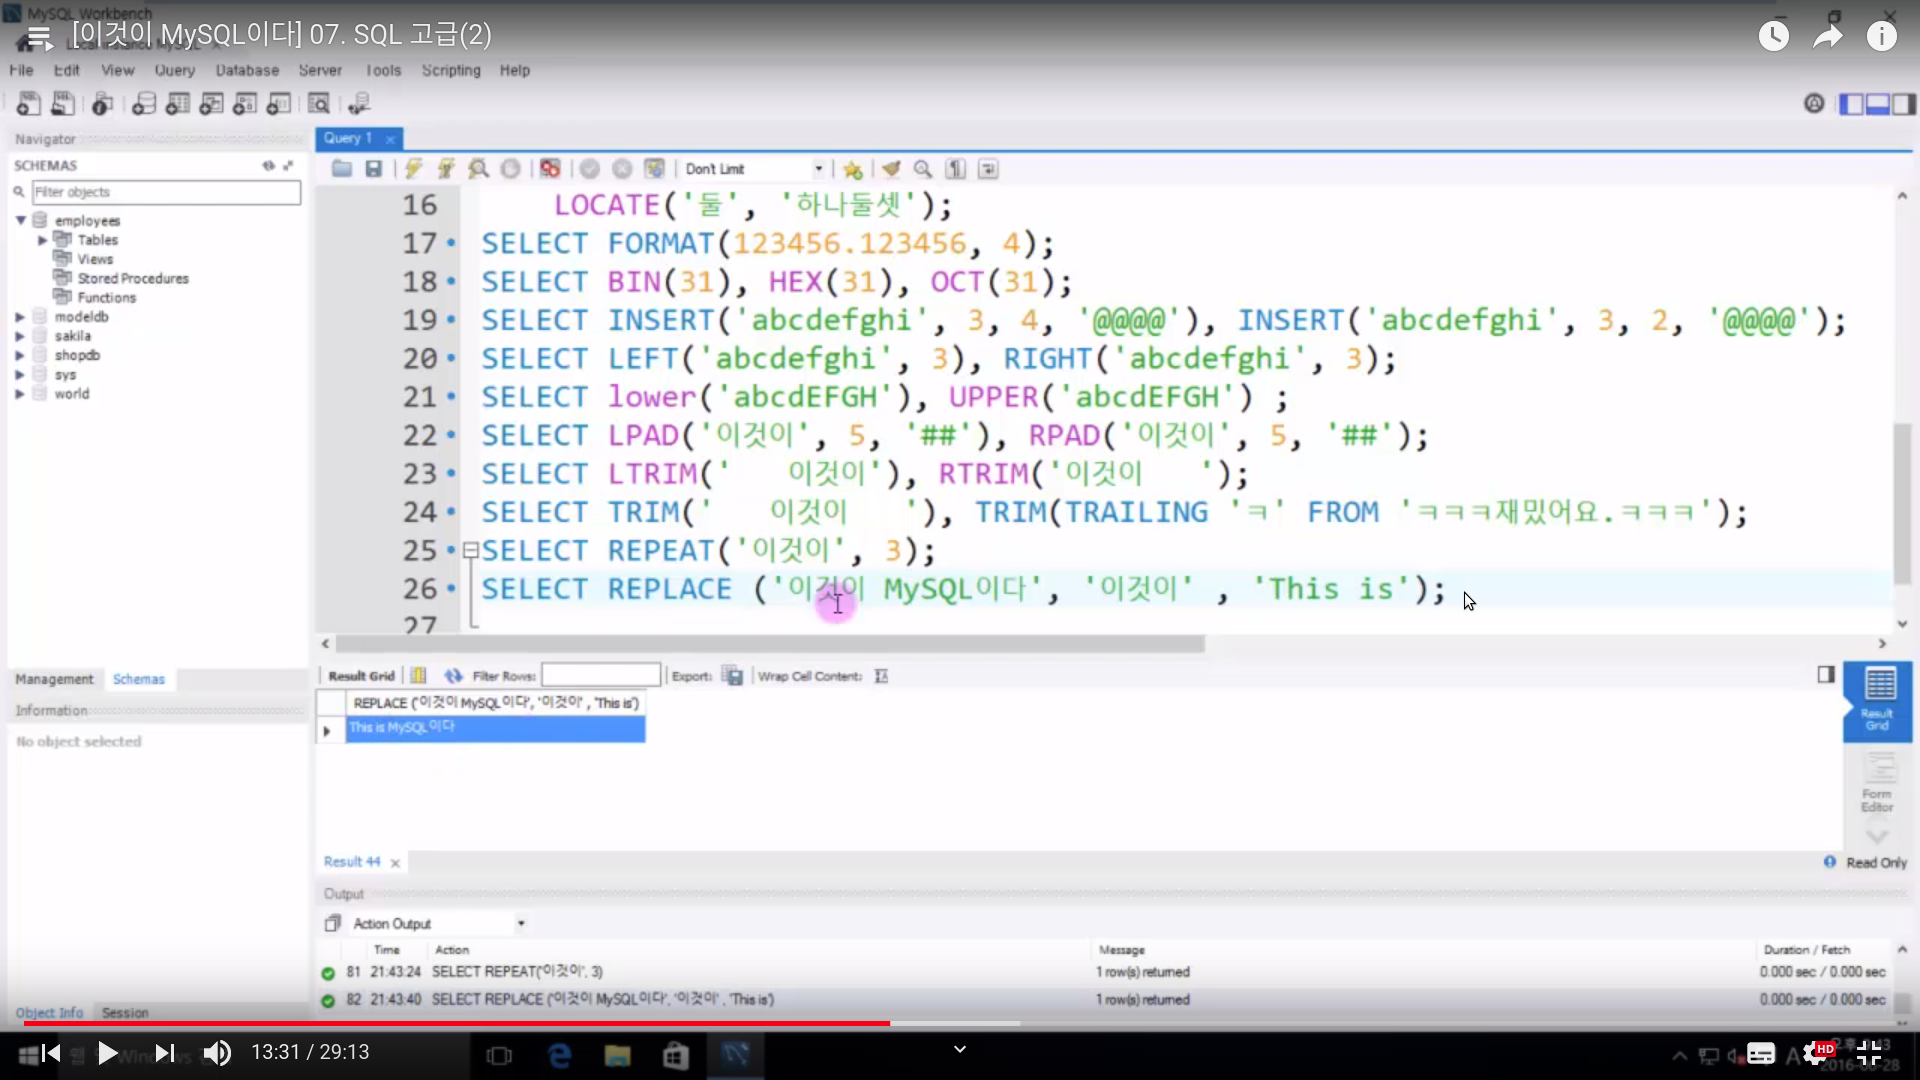 MySQL Workbench
[이것이 MySQL이다] 07. SQL 고급(2)
File Edit View Query Database Server Tools Scripting Help
Navigator
SCHEMAS
Filter objects
employees
Tables
Views
Stored Procedures
Functions
modeldb
sakila
shopdb
sys
world
Management Schemas
Information
No object selected
Object Info Session
Query 1
Don't Limit
16 LOCATE('둘', '하나둘셋');
17 SELECT FORMAT(123456.123456, 4);
18 SELECT BIN(31), HEX(31), OCT(31);
19 SELECT INSERT('abcdefghi', 3, 4, '@@@@'), INSERT('abcdefghi', 3, 2, '@@@@');
20 SELECT LEFT('abcdefghi', 3), RIGHT('abcdefghi', 3);
21 SELECT lower('abcdEFGH'), UPPER('abcdEFGH') ;
22 SELECT LPAD('이것이', 5, '##'), RPAD('이것이', 5, '##');
23 SELECT LTRIM('   이것이'), RTRIM('이것이   ');
24 SELECT TRIM('   이것이   '), TRIM(TRAILING 'ㅋ' FROM 'ㅋㅋㅋ재밌어요.ㅋㅋㅋ');
25 SELECT REPEAT('이것이', 3);
26 SELECT REPLACE ('이것이 MySQL이다', '이것이' , 'This is');
27
Result Grid Filter Rows: Export: Wrap Cell Content:
REPLACE ('이것이 MySQL이다', '이것이' , 'This is')
This is MySQL이다
Result Grid
Form Editor
Result 44
Read Only
Output
Action Output
Time Action Message Duration / Fetch
81 21:43:24 SELECT REPEAT('이것이', 3) 1 row(s) returned 0.000 sec / 0.000 sec
82 21:43:40 SELECT REPLACE ('이것이 MySQL이다', '이것이' , 'This is') 1 row(s) returned 0.000 sec / 0.000 sec
13:31 / 29:13
HD